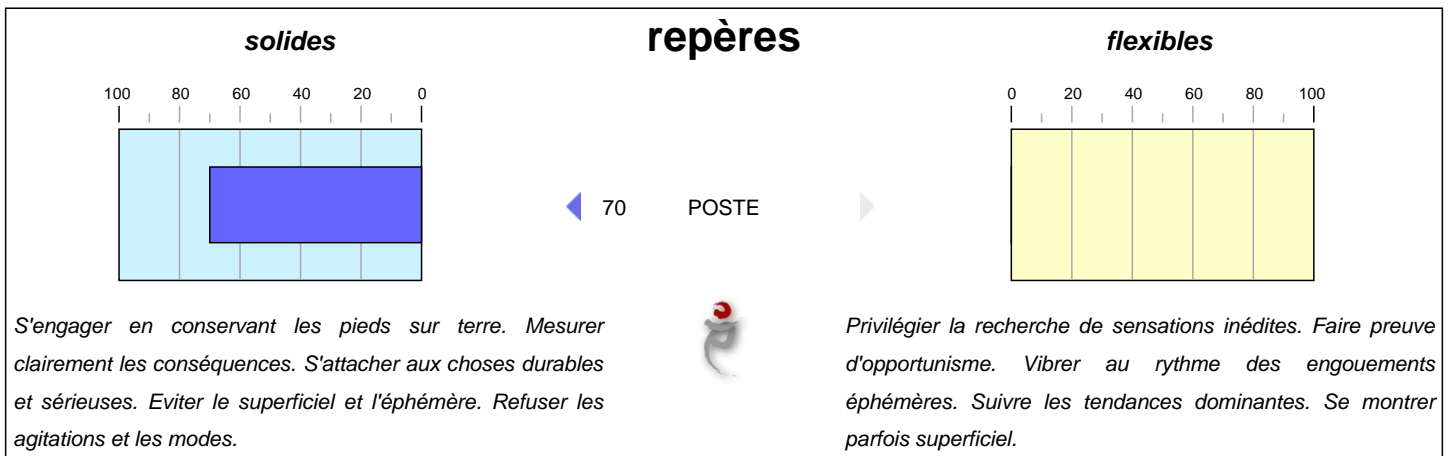 solides repères flexibles
100 80 60 40 20 0 0 20 40 60 80 100
70 POSTE
S'engager en conservant les pieds sur terre. Mesurer
clairement les conséquences. S'attacher aux choses durables
et sérieuses. Eviter le superficiel et l'éphémère. Refuser les
agitations et les modes.
Privilégier la recherche de sensations inédites. Faire preuve
d'opportunisme. Vibrer au rythme des engouements
éphémères. Suivre les tendances dominantes. Se montrer
parfois superficiel.